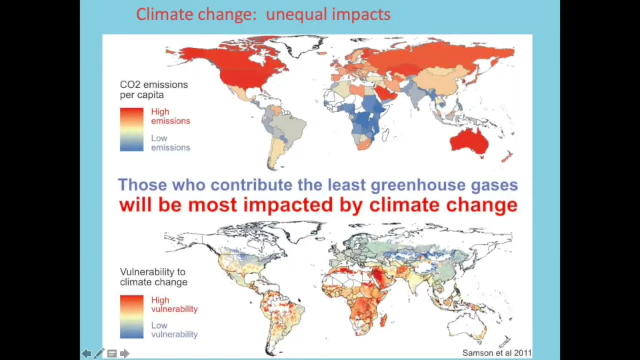 Climate change: unequal impacts
CO2 emissions
per capita
High
emissions
Low
emissions
Those who contribute the least greenhouse gases
will be most impacted by climate change
Vulnerability to
climate change
High
vulnerability
Low
vulnerability
Samson et al 2011